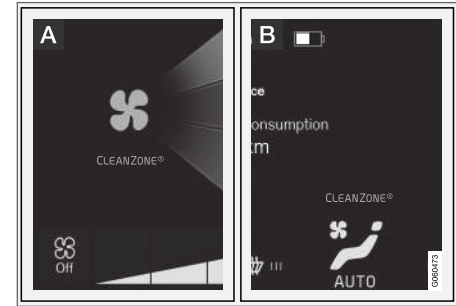 A
CLEANZONE®
Off
B
ce
onsumption
km
CLEANZONE®
AUTO
G060473